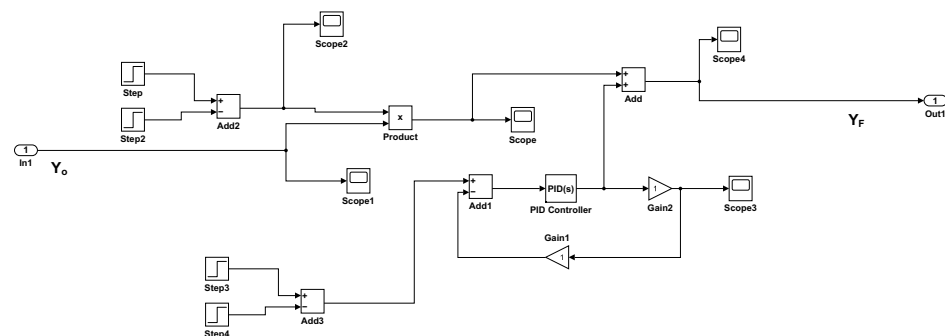 Scope2
Scope4
Step
+
−
Add2
Step2
x
Product
Scope
+
+
Add
1
Out1
Y_F
1
In1
Y_o
Scope1
+
−
Add1
PID(s)
PID Controller
1
Gain2
Scope3
Gain1
1
Step3
+
−
Add3
Step4